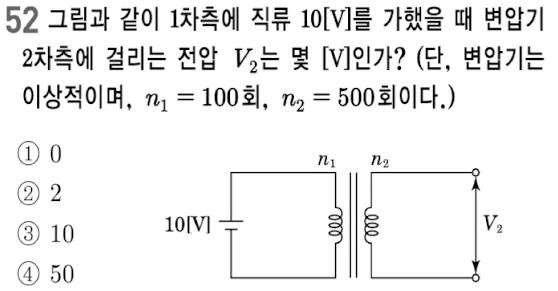 52 그림과 같이 1차측에 직류 10[V]를 가했을 때 변압기
2차측에 걸리는 전압 V₂는 몇 [V]인가? (단, 변압기는
이상적이며, n₁ = 100회, n₂ = 500회이다.)
① 0
② 2
③ 10
④ 50
n₁ n₂
10[V]
V₂